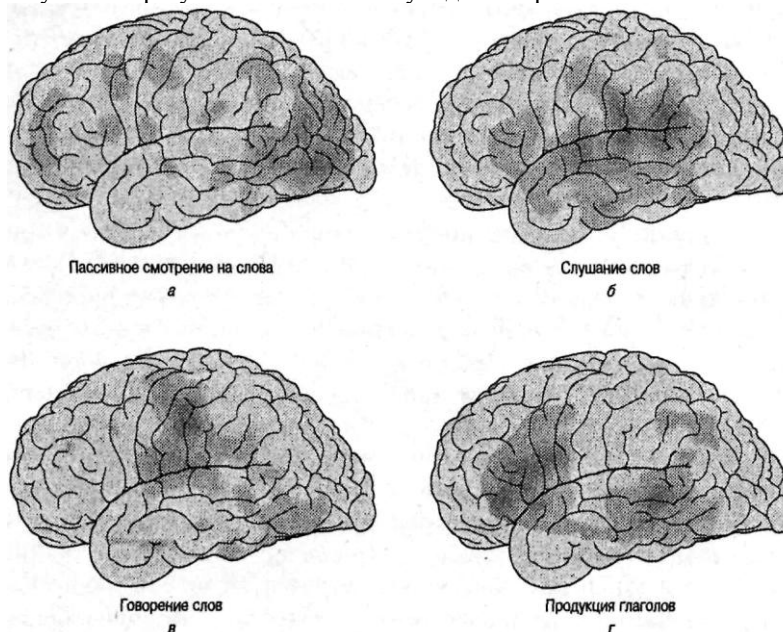 Пассивное смотрение на слова
а
Слушание слов
б
Говорение слов
в
Продукция глаголов
г